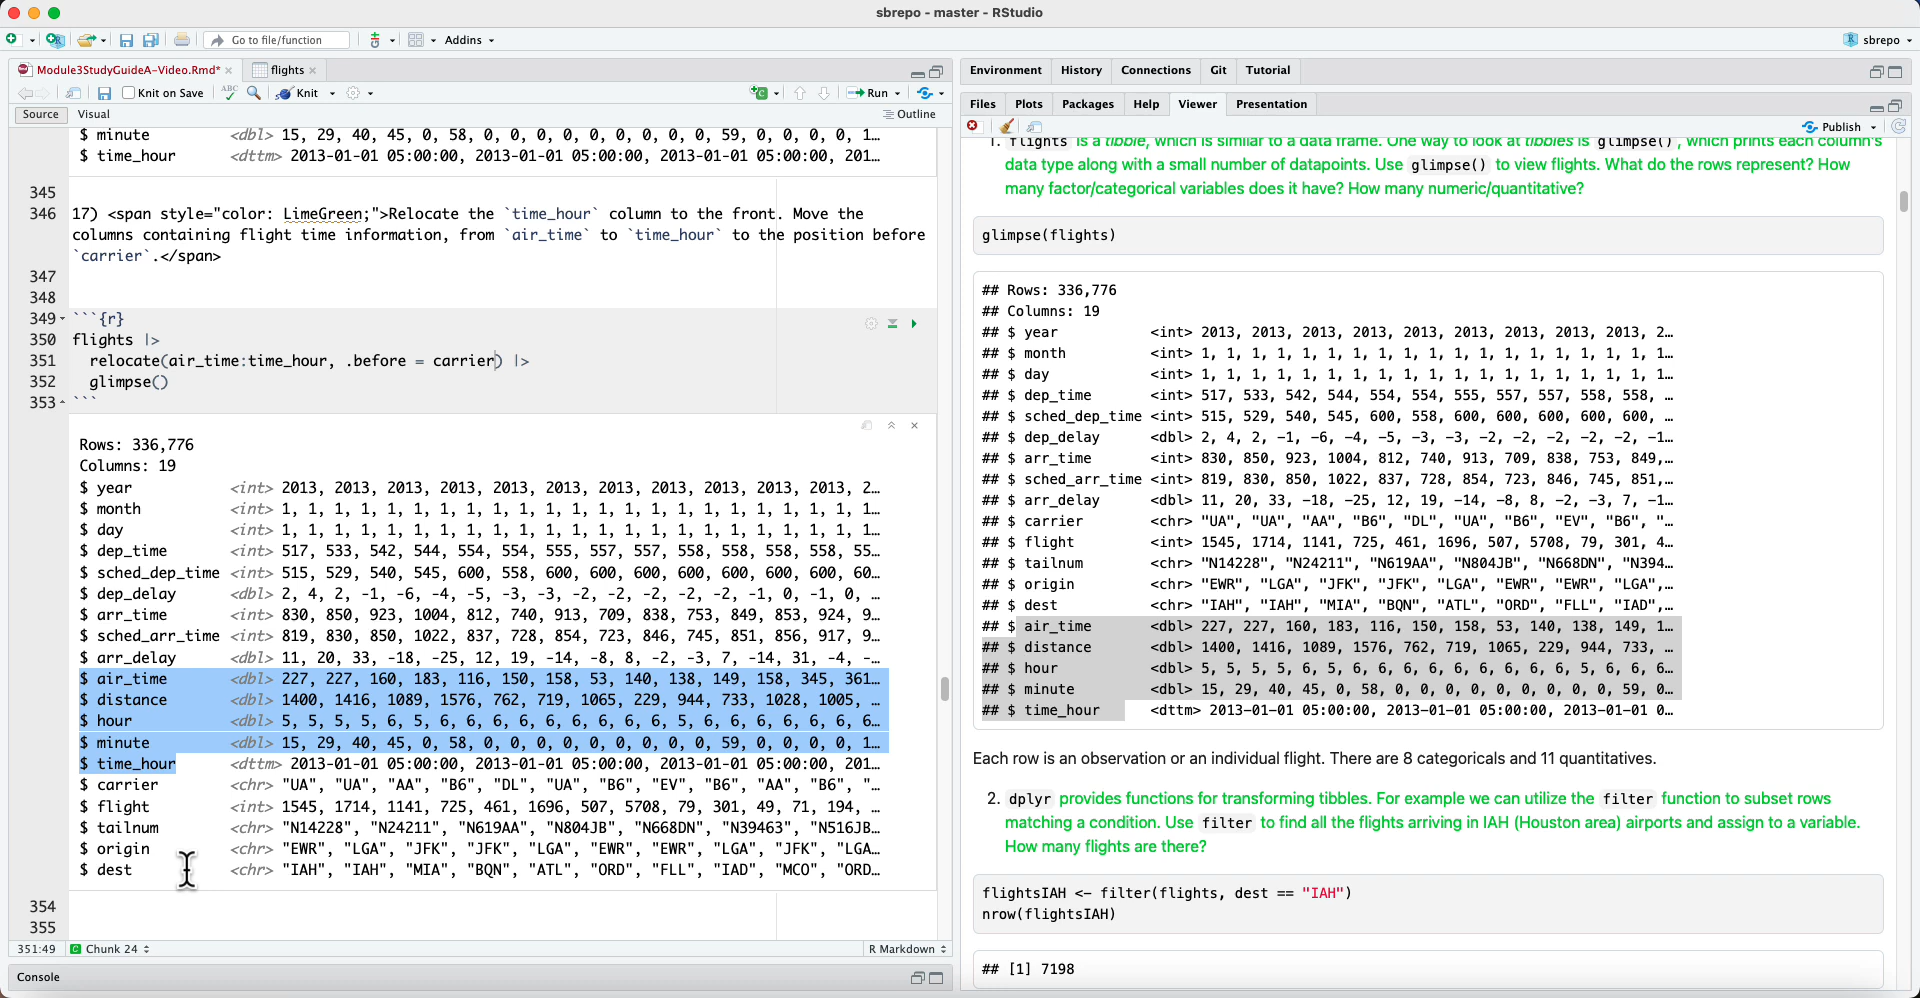 sbrepo - master - RStudio
Go to file/function
Addins
sbrepo
Module3StudyGuideA-Video.Rmd*
flights
Knit on Save
ABC
Knit
Run
Source
Visual
Outline
$ minute <dbl> 15, 29, 40, 45, 0, 58, 0, 0, 0, 0, 0, 0, 0, 0, 0, 59, 0, 0, 0, 0, 1…
$ time_hour <dttm> 2013-01-01 05:00:00, 2013-01-01 05:00:00, 2013-01-01 05:00:00, 201…
345
346 17) <span style="color: LimeGreen;">Relocate the `time_hour` column to the front. Move the
columns containing flight time information, from `air_time` to `time_hour` to the position before
`carrier`.</span>
347
348
349 ```{r}
350 flights |>
351 relocate(air_time:time_hour, .before = carrier) |>
352 glimpse()
353 ```
Rows: 336,776
Columns: 19
$ year <int> 2013, 2013, 2013, 2013, 2013, 2013, 2013, 2013, 2013, 2013, 2013, 2…
$ month <int> 1, 1, 1, 1, 1, 1, 1, 1, 1, 1, 1, 1, 1, 1, 1, 1, 1, 1, 1, 1, 1, 1, 1…
$ day <int> 1, 1, 1, 1, 1, 1, 1, 1, 1, 1, 1, 1, 1, 1, 1, 1, 1, 1, 1, 1, 1, 1, 1…
$ dep_time <int> 517, 533, 542, 544, 554, 554, 555, 557, 557, 558, 558, 558, 558, 55…
$ sched_dep_time <int> 515, 529, 540, 545, 600, 558, 600, 600, 600, 600, 600, 600, 600, 60…
$ dep_delay <dbl> 2, 4, 2, -1, -6, -4, -5, -3, -3, -2, -2, -2, -2, -2, -1, 0, -1, 0, …
$ arr_time <int> 830, 850, 923, 1004, 812, 740, 913, 709, 838, 753, 849, 853, 924, 9…
$ sched_arr_time <int> 819, 830, 850, 1022, 837, 728, 854, 723, 846, 745, 851, 856, 917, 9…
$ arr_delay <dbl> 11, 20, 33, -18, -25, 12, 19, -14, -8, 8, -2, -3, 7, -14, 31, -4, -…
$ air_time <dbl> 227, 227, 160, 183, 116, 150, 158, 53, 140, 138, 149, 158, 345, 361…
$ distance <dbl> 1400, 1416, 1089, 1576, 762, 719, 1065, 229, 944, 733, 1028, 1005, …
$ hour <dbl> 5, 5, 5, 5, 6, 5, 6, 6, 6, 6, 6, 6, 6, 6, 6, 5, 6, 6, 6, 6, 6, 6, 6…
$ minute <dbl> 15, 29, 40, 45, 0, 58, 0, 0, 0, 0, 0, 0, 0, 0, 0, 59, 0, 0, 0, 0, 1…
$ time_hour <dttm> 2013-01-01 05:00:00, 2013-01-01 05:00:00, 2013-01-01 05:00:00, 201…
$ carrier <chr> "UA", "UA", "AA", "B6", "DL", "UA", "B6", "EV", "B6", "AA", "B6", "…
$ flight <int> 1545, 1714, 1141, 725, 461, 1696, 507, 5708, 79, 301, 49, 71, 194, …
$ tailnum <chr> "N14228", "N24211", "N619AA", "N804JB", "N668DN", "N39463", "N516JB…
$ origin <chr> "EWR", "LGA", "JFK", "JFK", "LGA", "EWR", "EWR", "LGA", "JFK", "LGA…
$ dest <chr> "IAH", "IAH", "MIA", "BQN", "ATL", "ORD", "FLL", "IAD", "MCO", "ORD…
354
355
351:49
Chunk 24
R Markdown
Console
Environment History Connections Git Tutorial
Files Plots Packages Help Viewer Presentation
Publish
1. flights is a tibble, which is similar to a data frame. One way to look at tibbles is glimpse(), which prints each column's
data type along with a small number of datapoints. Use glimpse() to view flights. What do the rows represent? How
many factor/categorical variables does it have? How many numeric/quantitative?
glimpse(flights)
## Rows: 336,776
## Columns: 19
## $ year <int> 2013, 2013, 2013, 2013, 2013, 2013, 2013, 2013, 2013, 2…
## $ month <int> 1, 1, 1, 1, 1, 1, 1, 1, 1, 1, 1, 1, 1, 1, 1, 1, 1, 1, 1…
## $ day <int> 1, 1, 1, 1, 1, 1, 1, 1, 1, 1, 1, 1, 1, 1, 1, 1, 1, 1, 1…
## $ dep_time <int> 517, 533, 542, 544, 554, 554, 555, 557, 557, 558, 558, …
## $ sched_dep_time <int> 515, 529, 540, 545, 600, 558, 600, 600, 600, 600, 600, …
## $ dep_delay <dbl> 2, 4, 2, -1, -6, -4, -5, -3, -3, -2, -2, -2, -2, -2, -1…
## $ arr_time <int> 830, 850, 923, 1004, 812, 740, 913, 709, 838, 753, 849,…
## $ sched_arr_time <int> 819, 830, 850, 1022, 837, 728, 854, 723, 846, 745, 851,…
## $ arr_delay <dbl> 11, 20, 33, -18, -25, 12, 19, -14, -8, 8, -2, -3, 7, -1…
## $ carrier <chr> "UA", "UA", "AA", "B6", "DL", "UA", "B6", "EV", "B6", "…
## $ flight <int> 1545, 1714, 1141, 725, 461, 1696, 507, 5708, 79, 301, 4…
## $ tailnum <chr> "N14228", "N24211", "N619AA", "N804JB", "N668DN", "N394…
## $ origin <chr> "EWR", "LGA", "JFK", "JFK", "LGA", "EWR", "EWR", "LGA",…
## $ dest <chr> "IAH", "IAH", "MIA", "BQN", "ATL", "ORD", "FLL", "IAD",…
## $ air_time <dbl> 227, 227, 160, 183, 116, 150, 158, 53, 140, 138, 149, 1…
## $ distance <dbl> 1400, 1416, 1089, 1576, 762, 719, 1065, 229, 944, 733, …
## $ hour <dbl> 5, 5, 5, 5, 6, 5, 6, 6, 6, 6, 6, 6, 6, 6, 6, 5, 6, 6, 6…
## $ minute <dbl> 15, 29, 40, 45, 0, 58, 0, 0, 0, 0, 0, 0, 0, 0, 0, 59, 0…
## $ time_hour <dttm> 2013-01-01 05:00:00, 2013-01-01 05:00:00, 2013-01-01 0…
Each row is an observation or an individual flight. There are 8 categoricals and 11 quantitatives.
2. dplyr provides functions for transforming tibbles. For example we can utilize the filter function to subset rows
matching a condition. Use filter to find all the flights arriving in IAH (Houston area) airports and assign to a variable.
How many flights are there?
flightsIAH <- filter(flights, dest == "IAH")
nrow(flightsIAH)
## [1] 7198